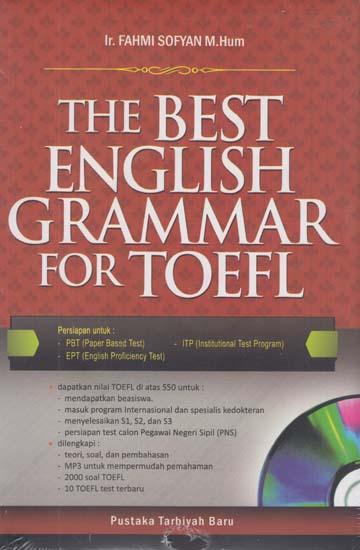 Ir. FAHMI SOFYAN M.Hum
THE BEST
ENGLISH
GRAMMAR
FOR TOEFL
Persiapan untuk :
- PBT (Paper Based Test)
- ITP (Institutional Test Program)
- EPT (English Proficiency Test)
• dapatkan nilai TOEFL di atas 550 untuk :
- mendapatkan beasiswa.
- masuk program Internasional dan spesialis kedokteran
- menyelesaikan S1, S2, dan S3
- persiapan test calon Pegawai Negeri Sipil (PNS)
• dilengkapi :
- teori, soal, dan pembahasan
- MP3 untuk mempermudah pemahaman
- 2000 soal TOEFL
- 10 TOEFL test terbaru
Pustaka Tarbiyah Baru